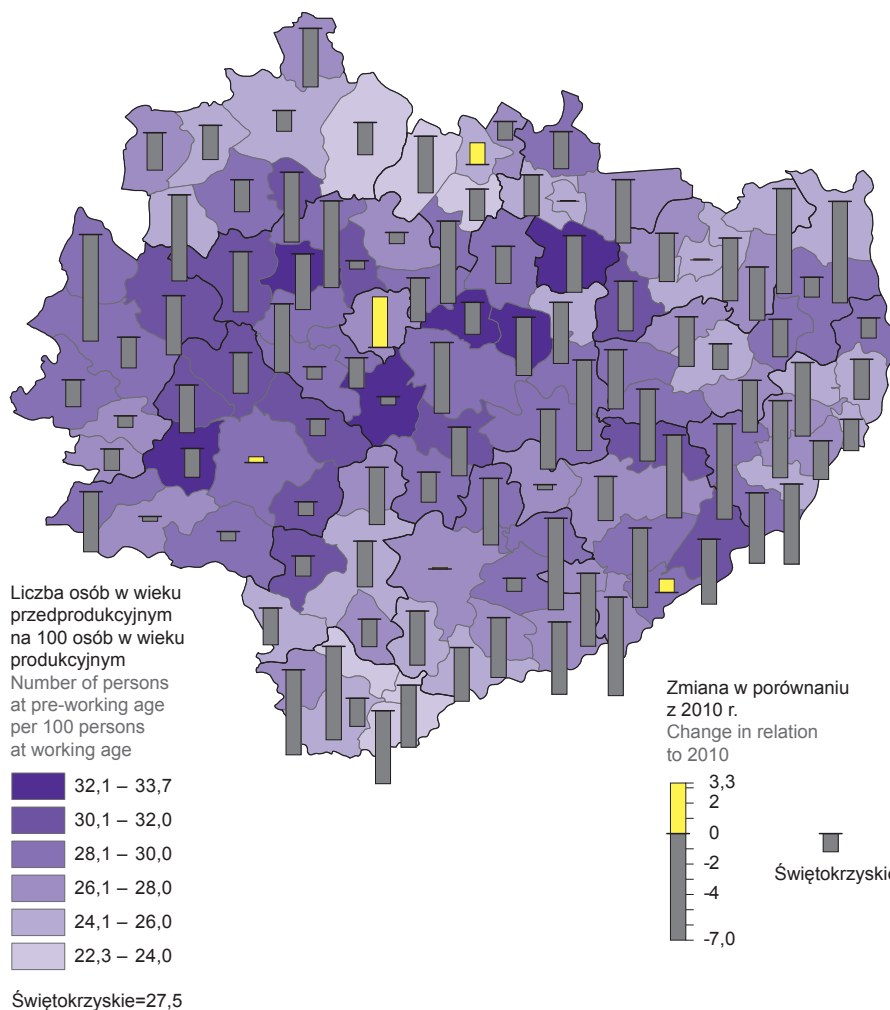 Liczba osób w wieku
przedprodukcyjnym
na 100 osób w wieku
produkcyjnym
Number of persons
at pre-working age
per 100 persons
at working age
32,1 – 33,7
30,1 – 32,0
28,1 – 30,0
26,1 – 28,0
24,1 – 26,0
22,3 – 24,0
Świętokrzyskie=27,5
Zmiana w porównaniu
z 2010 r.
Change in relation
to 2010
3,3
2
0
-2
-4
-7,0
Świętokrzyskie